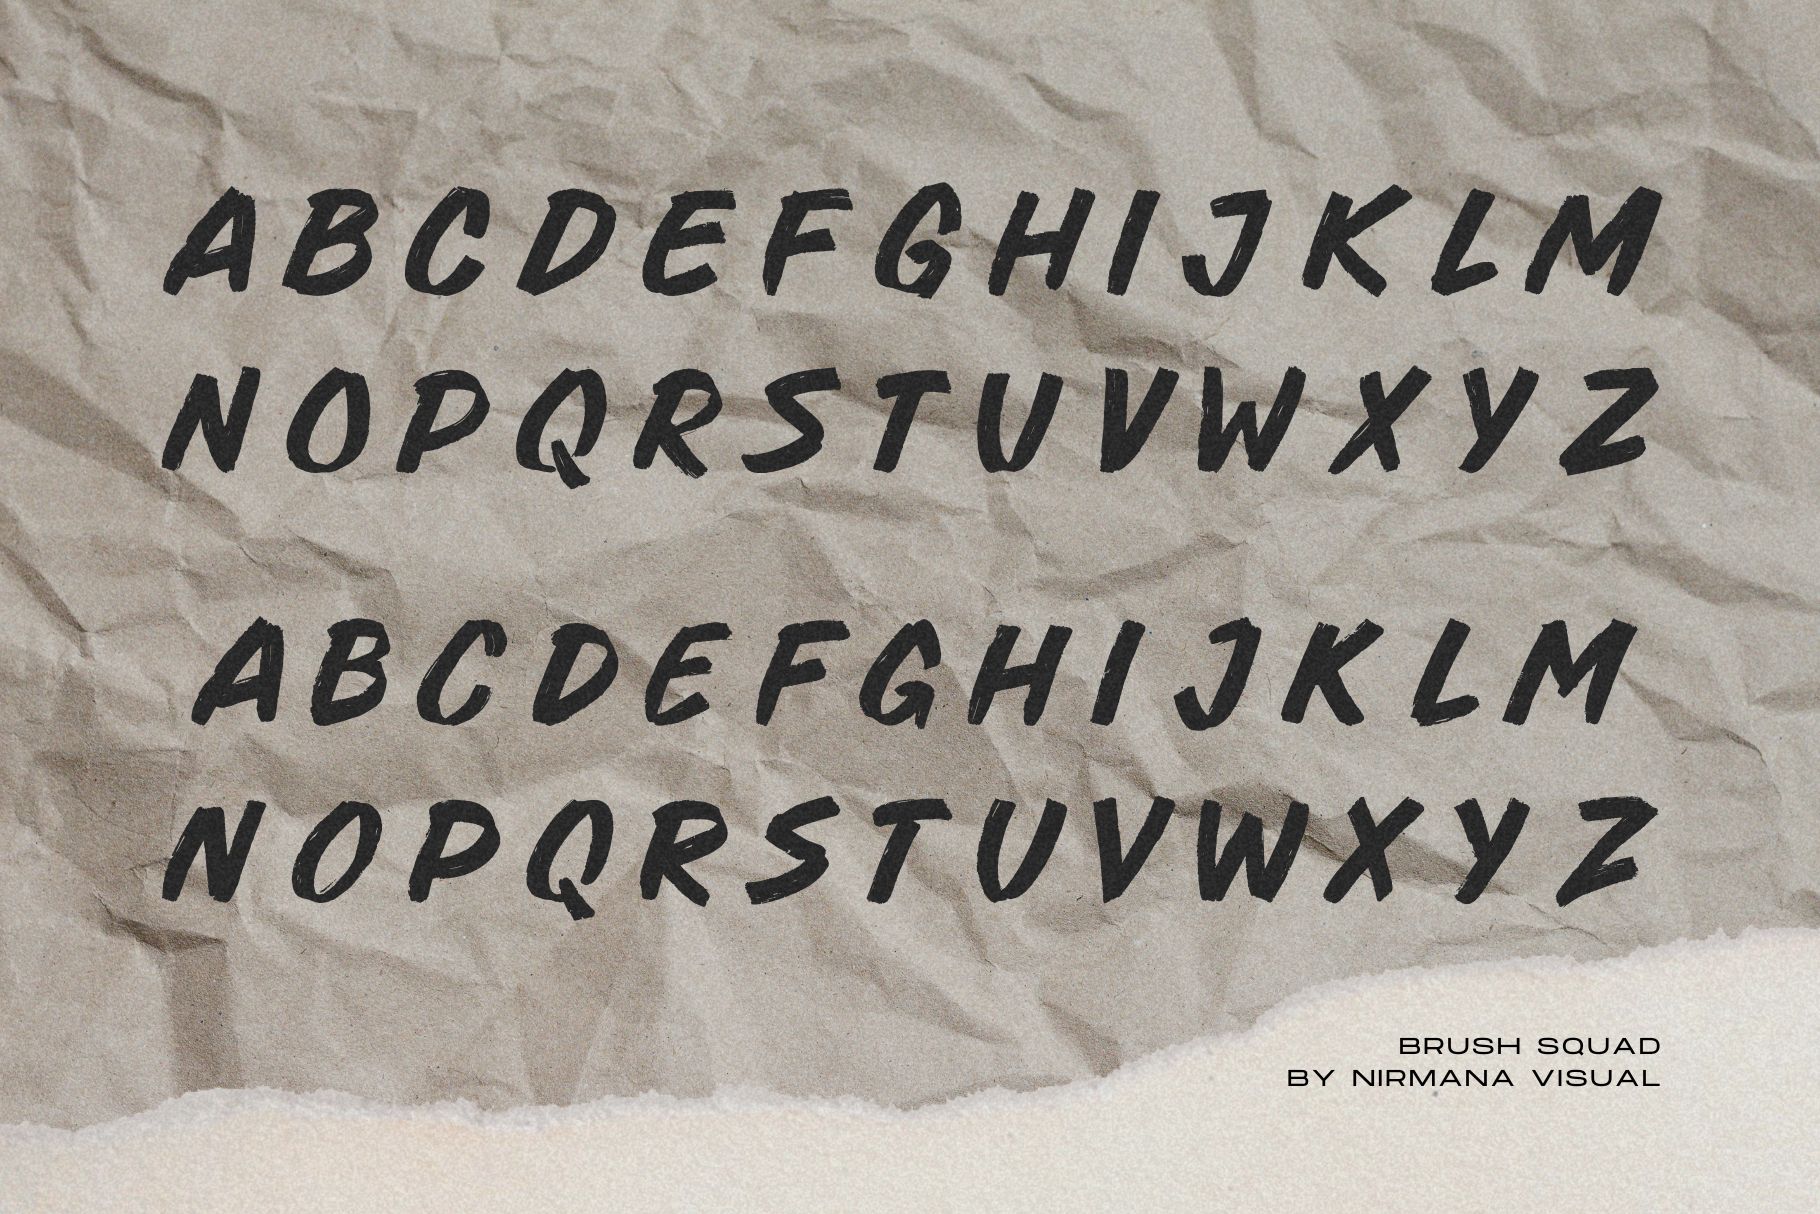 ABCDEFGHIJKLM
NOPQRSTUVWXYZ
ABCDEFGHIJKLM
NOPQRSTUVWXYZ
BRUSH SQUAD
BY NIRMANA VISUAL